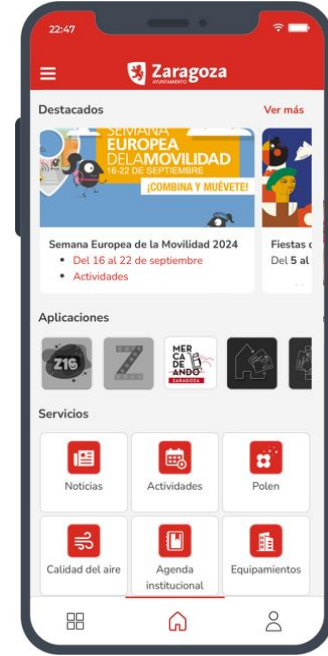 22:47
Zaragoza
AYUNTAMIENTO
Destacados
Ver más
SEMANA
EUROPEA
DELAMOVILIDAD
16-22 DE SEPTIEMBRE
¡COMBINA Y MUÉVETE!
Semana Europea de la Movilidad 2024
• Del 16 al 22 de septiembre
• Actividades
Fiestas
Del 5 al
Aplicaciones
Z16
Z
MER
CA
DE
ANDO
ZARAGOZA
Servicios
Noticias
Actividades
Polen
Calidad del aire
Agenda
institucional
Equipamientos